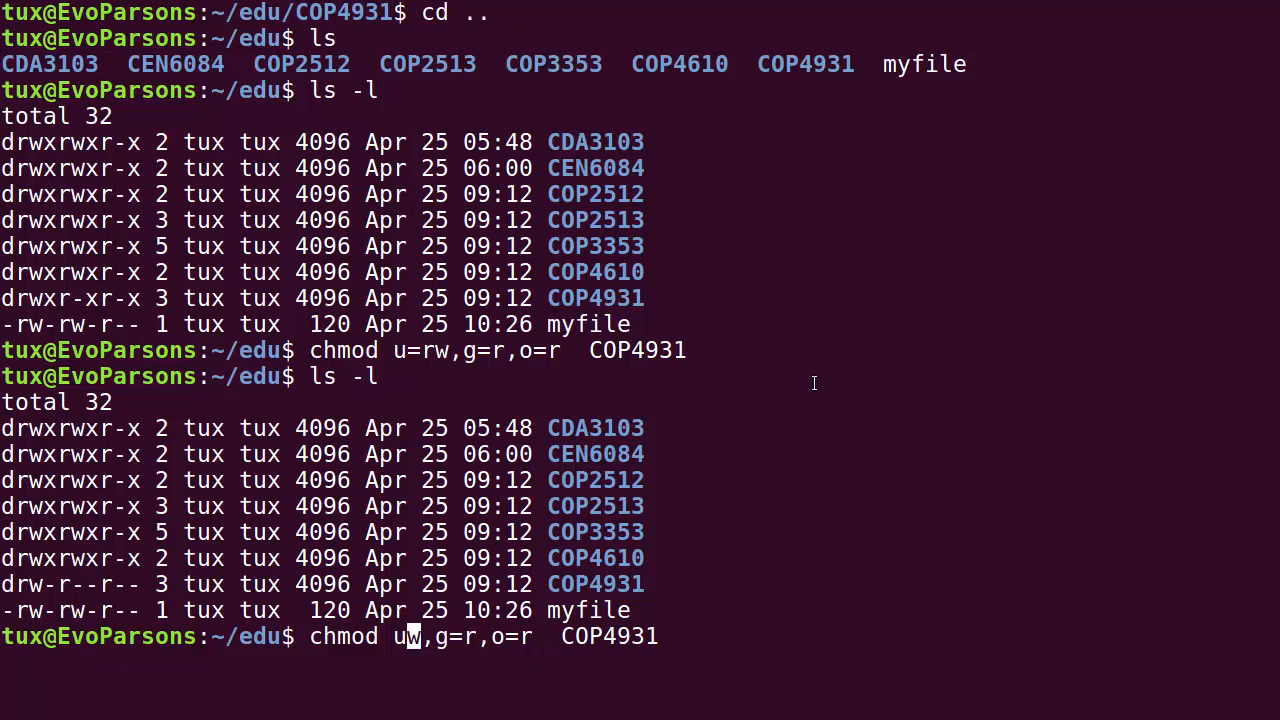 tux@EvoParsons:~/edu/COP4931$ cd ..
tux@EvoParsons:~/edu$ ls
CDA3103  CEN6084  COP2512  COP2513  COP3353  COP4610  COP4931  myfile
tux@EvoParsons:~/edu$ ls -l
total 32
drwxrwxr-x 2 tux tux 4096 Apr 25 05:48 CDA3103
drwxrwxr-x 2 tux tux 4096 Apr 25 06:00 CEN6084
drwxrwxr-x 2 tux tux 4096 Apr 25 09:12 COP2512
drwxrwxr-x 3 tux tux 4096 Apr 25 09:12 COP2513
drwxrwxr-x 5 tux tux 4096 Apr 25 09:12 COP3353
drwxrwxr-x 2 tux tux 4096 Apr 25 09:12 COP4610
drwxr-xr-x 3 tux tux 4096 Apr 25 09:12 COP4931
-rw-rw-r-- 1 tux tux  120 Apr 25 10:26 myfile
tux@EvoParsons:~/edu$ chmod u=rw,g=r,o=r  COP4931
tux@EvoParsons:~/edu$ ls -l
total 32
drwxrwxr-x 2 tux tux 4096 Apr 25 05:48 CDA3103
drwxrwxr-x 2 tux tux 4096 Apr 25 06:00 CEN6084
drwxrwxr-x 2 tux tux 4096 Apr 25 09:12 COP2512
drwxrwxr-x 3 tux tux 4096 Apr 25 09:12 COP2513
drwxrwxr-x 5 tux tux 4096 Apr 25 09:12 COP3353
drwxrwxr-x 2 tux tux 4096 Apr 25 09:12 COP4610
drw-r--r-- 3 tux tux 4096 Apr 25 09:12 COP4931
-rw-rw-r-- 1 tux tux  120 Apr 25 10:26 myfile
tux@EvoParsons:~/edu$ chmod uw,g=r,o=r  COP4931